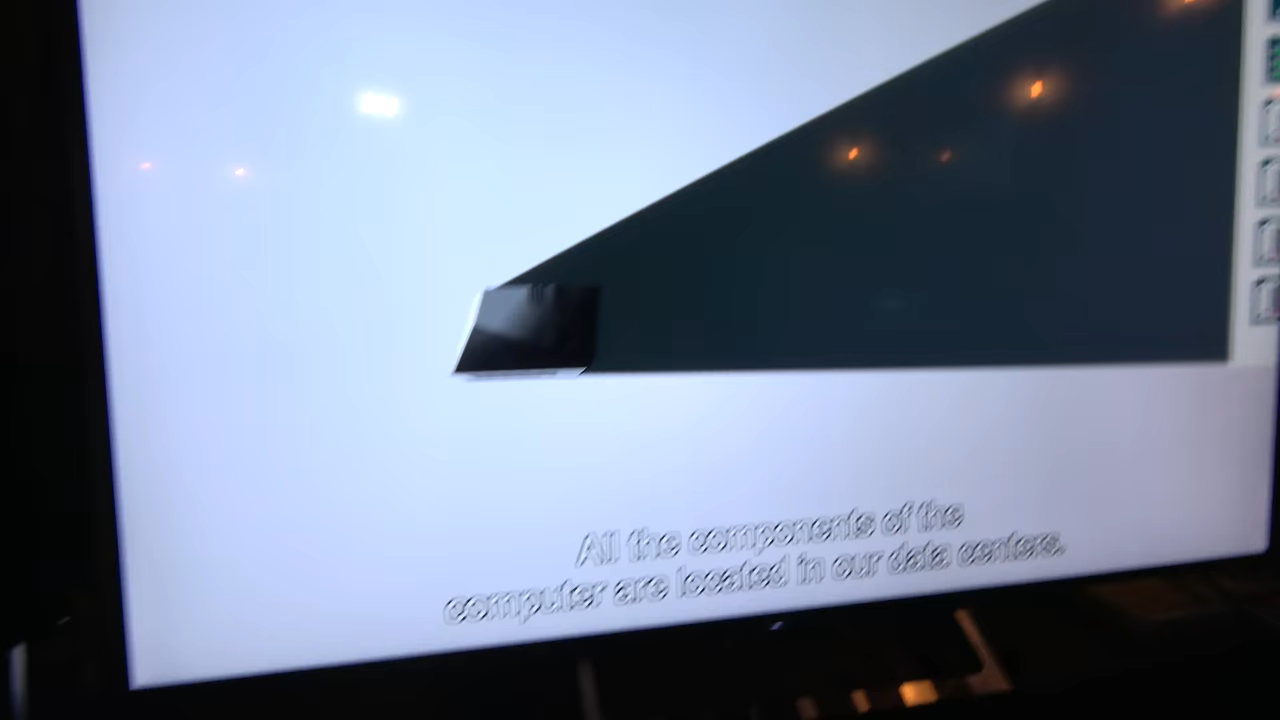 All the components of the
computer are located in our data centers.